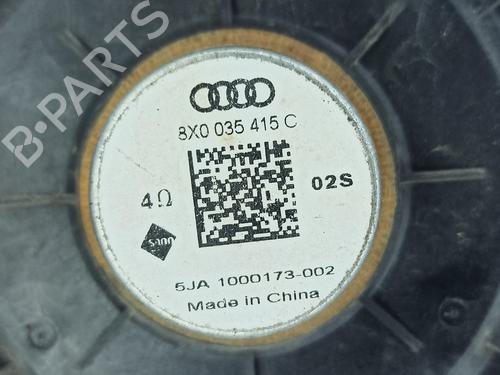 B-PARTS
8X0 035 415 C
4Ω
02S
5JA 1000173-002
Made in China